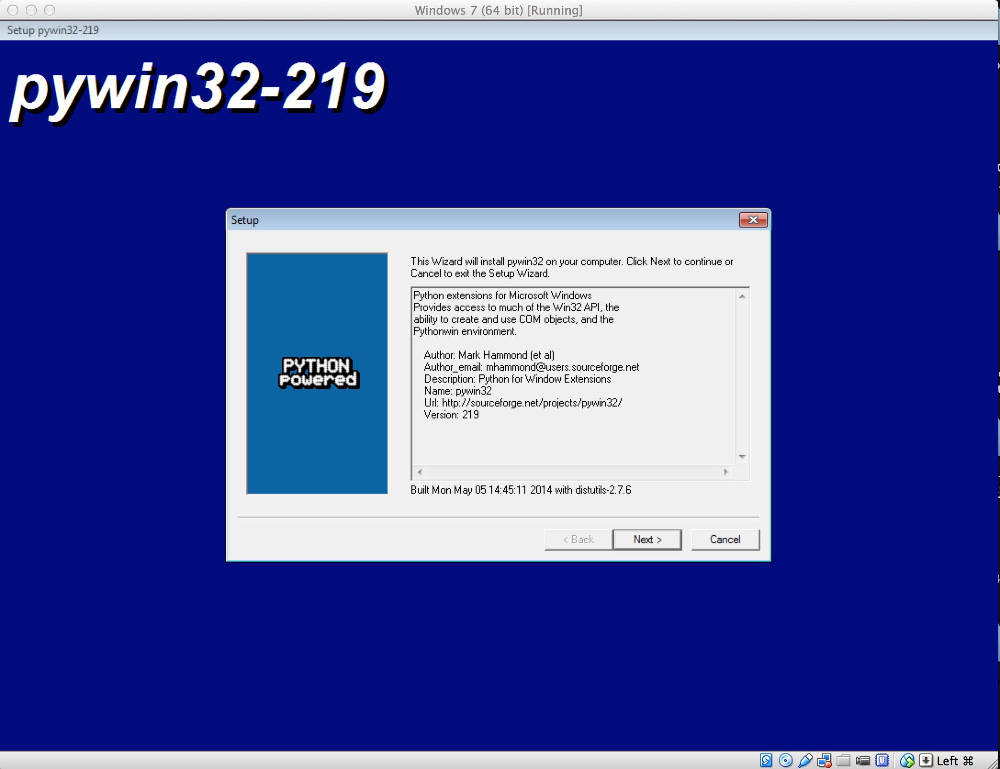 Windows 7 (64 bit) [Running]
Setup pywin32-219
pywin32-219
Setup
This Wizard will install pywin32 on your computer. Click Next to continue or
Cancel to exit the Setup Wizard.
Python extensions for Microsoft Windows
Provides access to much of the Win32 API, the
ability to create and use COM objects, and the
Pythonwin environment.
Author: Mark Hammond (et al)
Author_email: mhammond@users.sourceforge.net
Description: Python for Window Extensions
Name: pywin32
Url: http://sourceforge.net/projects/pywin32/
Version: 219
PYTHON
powered
Built Mon May 05 14:45:11 2014 with distutils-2.7.6
< Back
Next >
Cancel
Left ⌘